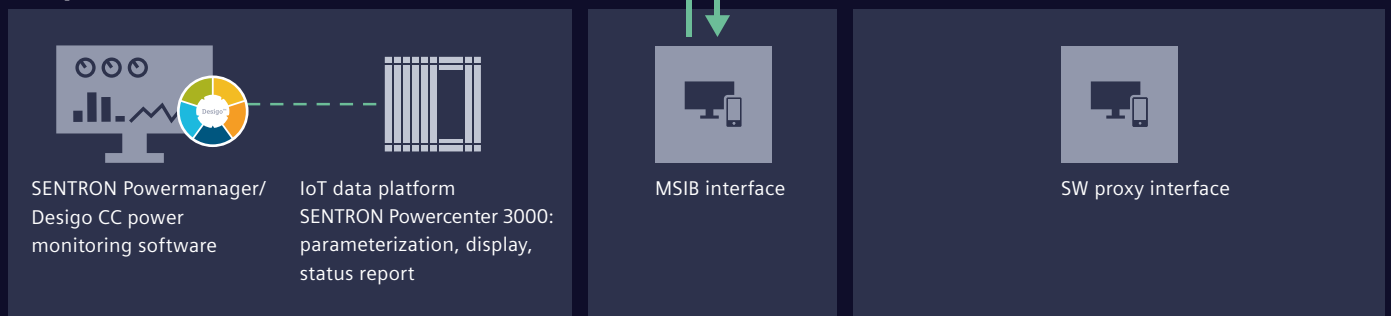 Desigo™
SENTRON Powermanager/
Desigo CC power
monitoring software
IoT data platform
SENTRON Powercenter 3000:
parameterization, display,
status report
MSIB interface
SW proxy interface